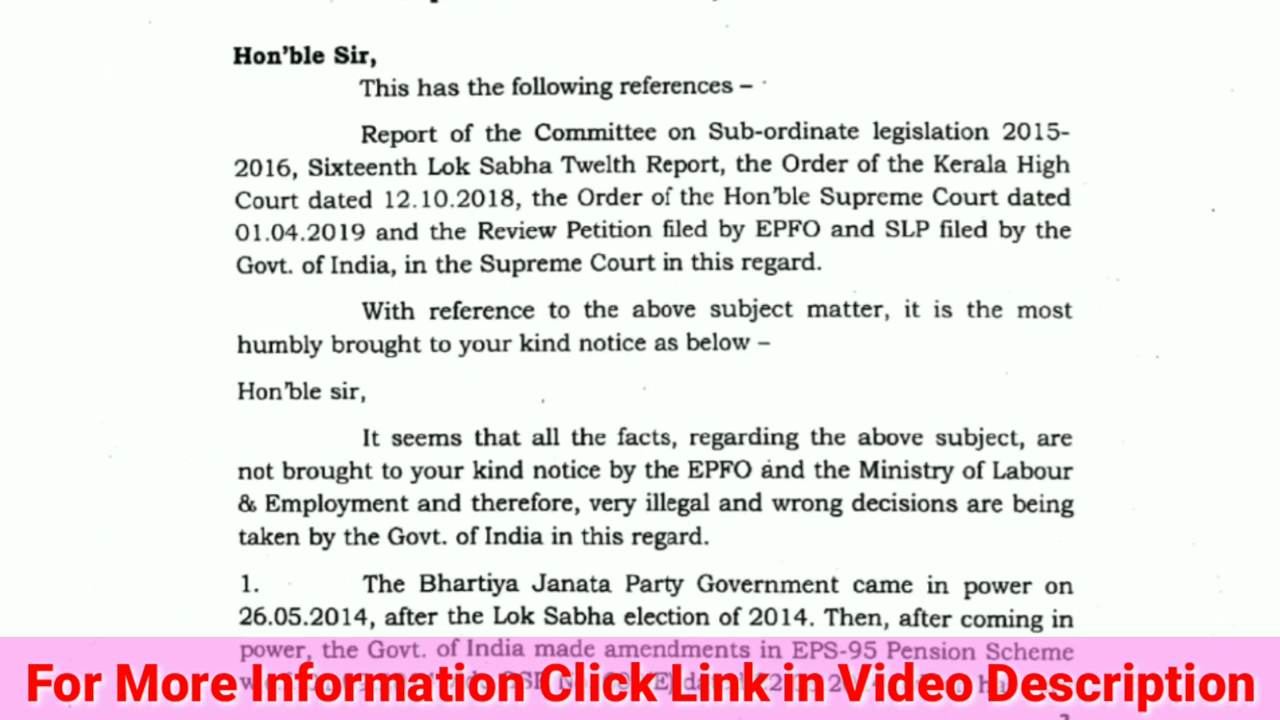 Hon'ble Sir,
This has the following references –
Report of the Committee on Sub-ordinate legislation 2015-
2016, Sixteenth Lok Sabha Twelth Report, the Order of the Kerala High
Court dated 12.10.2018, the Order of the Hon'ble Supreme Court dated
01.04.2019 and the Review Petition filed by EPFO and SLP filed by the
Govt. of India, in the Supreme Court in this regard.
With reference to the above subject matter, it is the most
humbly brought to your kind notice as below –
Hon'ble sir,
It seems that all the facts, regarding the above subject, are
not brought to your kind notice by the EPFO and the Ministry of Labour
& Employment and therefore, very illegal and wrong decisions are being
taken by the Govt. of India in this regard.
1. The Bhartiya Janata Party Government came in power on
26.05.2014, after the Lok Sabha election of 2014. Then, after coming in
power, the Govt. of India made amendments in EPS-95 Pension Scheme
For More Information Click Link in Video Description